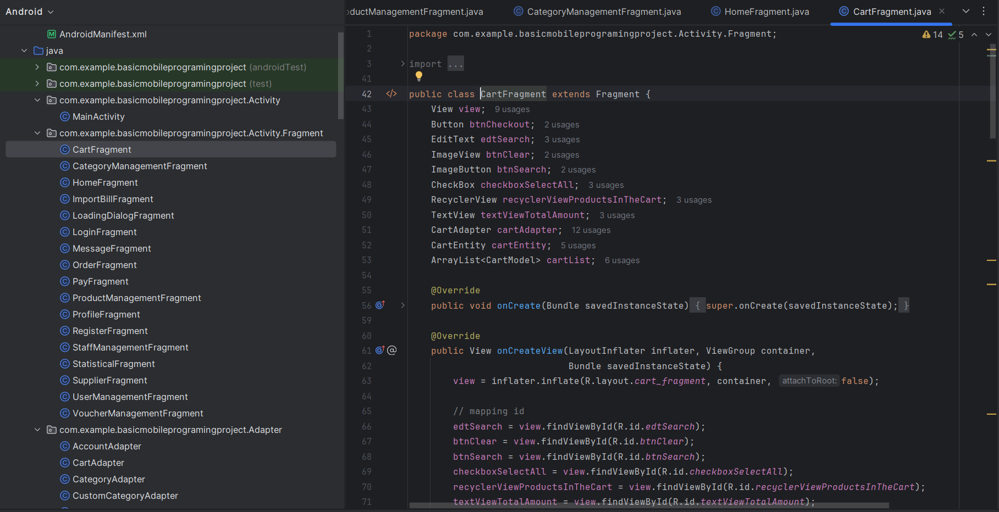 Android
AndroidManifest.xml
java
com.example.basicmobileprogramingproject (androidTest)
com.example.basicmobileprogramingproject (test)
com.example.basicmobileprogramingproject.Activity
MainActivity
com.example.basicmobileprogramingproject.Activity.Fragment
CartFragment
CategoryManagementFragment
HomeFragment
ImportBillFragment
LoadingDialogFragment
LoginFragment
MessageFragment
OrderFragment
PayFragment
ProductManagementFragment
ProfileFragment
RegisterFragment
StaffManagementFragment
StatisticalFragment
SupplierFragment
UserManagementFragment
VoucherManagementFragment
com.example.basicmobileprogramingproject.Adapter
AccountAdapter
CartAdapter
CategoryAdapter
CustomCategoryAdapter
oductManagementFragment.java CategoryManagementFragment.java HomeFragment.java CartFragment.java
14 5
1 package com.example.basicmobileprogramingproject.Activity.Fragment;
2
3 import ...
41
42 public class CartFragment extends Fragment {
43 View view; 9 usages
44 Button btnCheckout; 2 usages
45 EditText edtSearch; 3 usages
46 ImageView btnClear; 2 usages
47 ImageButton btnSearch; 2 usages
48 CheckBox checkboxSelectAll; 3 usages
49 RecyclerView recyclerViewProductsInTheCart; 3 usages
50 TextView textViewTotalAmount; 3 usages
51 CartAdapter cartAdapter; 12 usages
52 CartEntity cartEntity; 5 usages
53 ArrayList<CartModel> cartList; 6 usages
54
55 @Override
56 public void onCreate(Bundle savedInstanceState) { super.onCreate(savedInstanceState); }
59
60 @Override
61 public View onCreateView(LayoutInflater inflater, ViewGroup container,
62 Bundle savedInstanceState) {
63 view = inflater.inflate(R.layout.cart_fragment, container, attachToRoot: false);
64
65 // mapping id
66 edtSearch = view.findViewById(R.id.edtSearch);
67 btnClear = view.findViewById(R.id.btnClear);
68 btnSearch = view.findViewById(R.id.btnSearch);
69 checkboxSelectAll = view.findViewById(R.id.checkboxSelectAll);
70 recyclerViewProductsInTheCart = view.findViewById(R.id.recyclerViewProductsInTheCart);
71 textViewTotalAmount = view.findViewById(R.id.textViewTotalAmount);